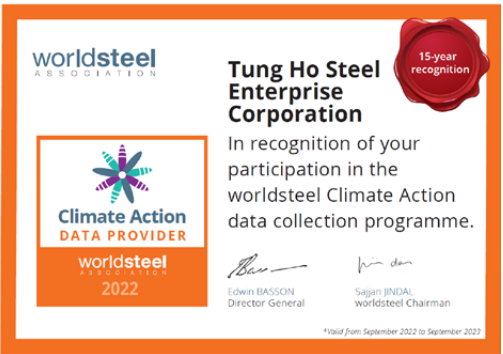 worldsteel
ASSOCIATION
15-year
recognition
Tung Ho Steel
Enterprise
Corporation
In recognition of your
participation in the
worldsteel Climate Action
data collection programme.
Climate Action
DATA PROVIDER
worldsteel
ASSOCIATION
2022
Edwin BASSON
Director General
Sajjan JINDAL
worldsteel Chairman
*Valid from September 2022 to September 2023